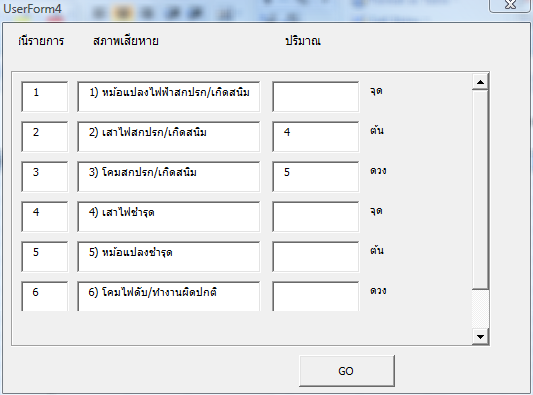 UserForm4
ณีรายการ สภาพเสียหาย ปริมาณ
1 1) หม้อแปลงไฟฟ้าสกปรก/เกิดสนิม จุด
2 2) เสาไฟสกปรก/เกิดสนิม 4 ต้น
3 3) โคมสกปรก/เกิดสนิม 5 ดวง
4 4) เสาไฟชำรุด จุด
5 5) หม้อแปลงชำรุด ต้น
6 6) โคมไฟดับ/ทำงานผิดปกติ ดวง
GO